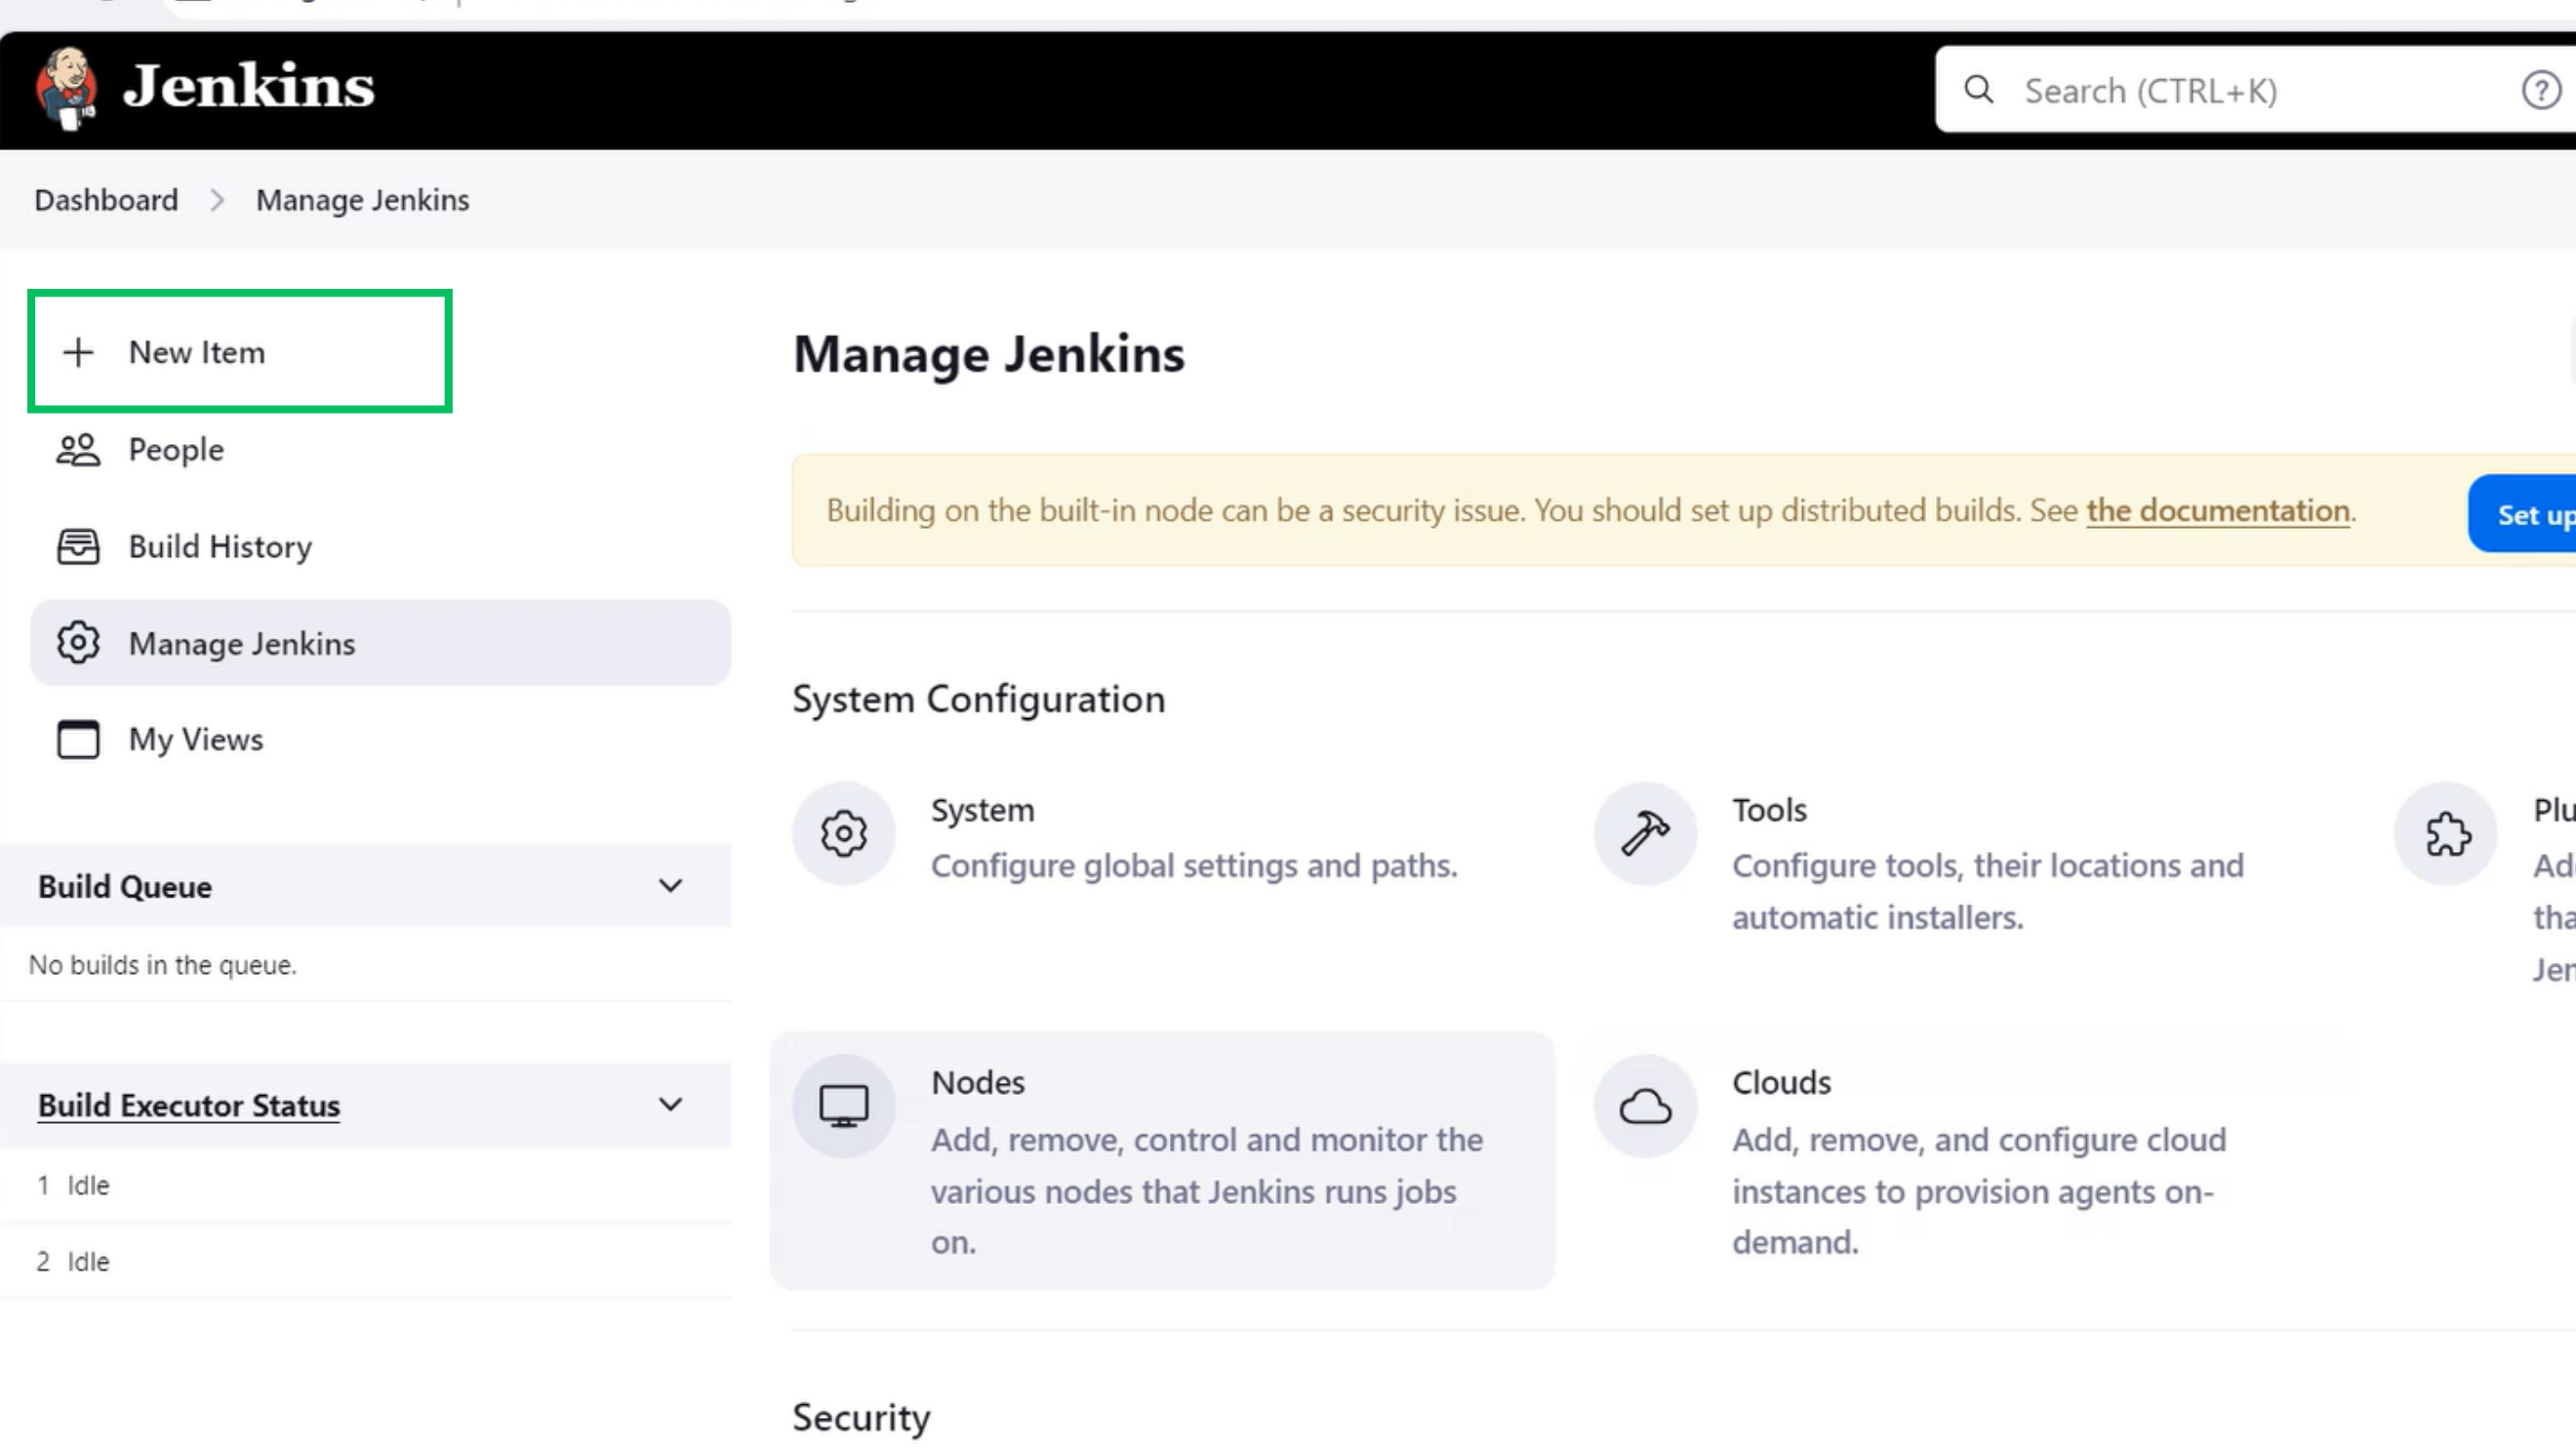 Jenkins
Search (CTRL+K)
Dashboard
Manage Jenkins
New Item
People
Build History
Manage Jenkins
My Views
Build Queue
No builds in the queue.
Build Executor Status
1 Idle
2 Idle
Manage Jenkins
Building on the built-in node can be a security issue. You should set up distributed builds. See the documentation.
Set up
System Configuration
System
Configure global settings and paths.
Tools
Configure tools, their locations and
automatic installers.
Nodes
Add, remove, control and monitor the
various nodes that Jenkins runs jobs
on.
Clouds
Add, remove, and configure cloud
instances to provision agents on-
demand.
Security